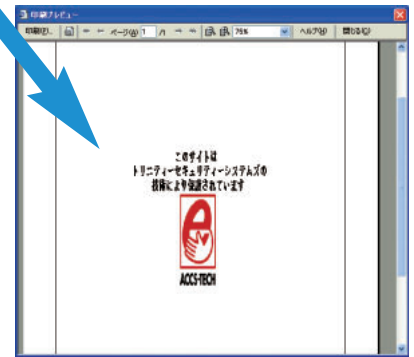 印刷プレビュー
印刷(P)... ページ(A) 1 /1 75% ヘルプ(H) 閉じる(C)
このサイトは
トリニティーセキュリティーシステムズの
技術により保護されています
ACCS-TECH